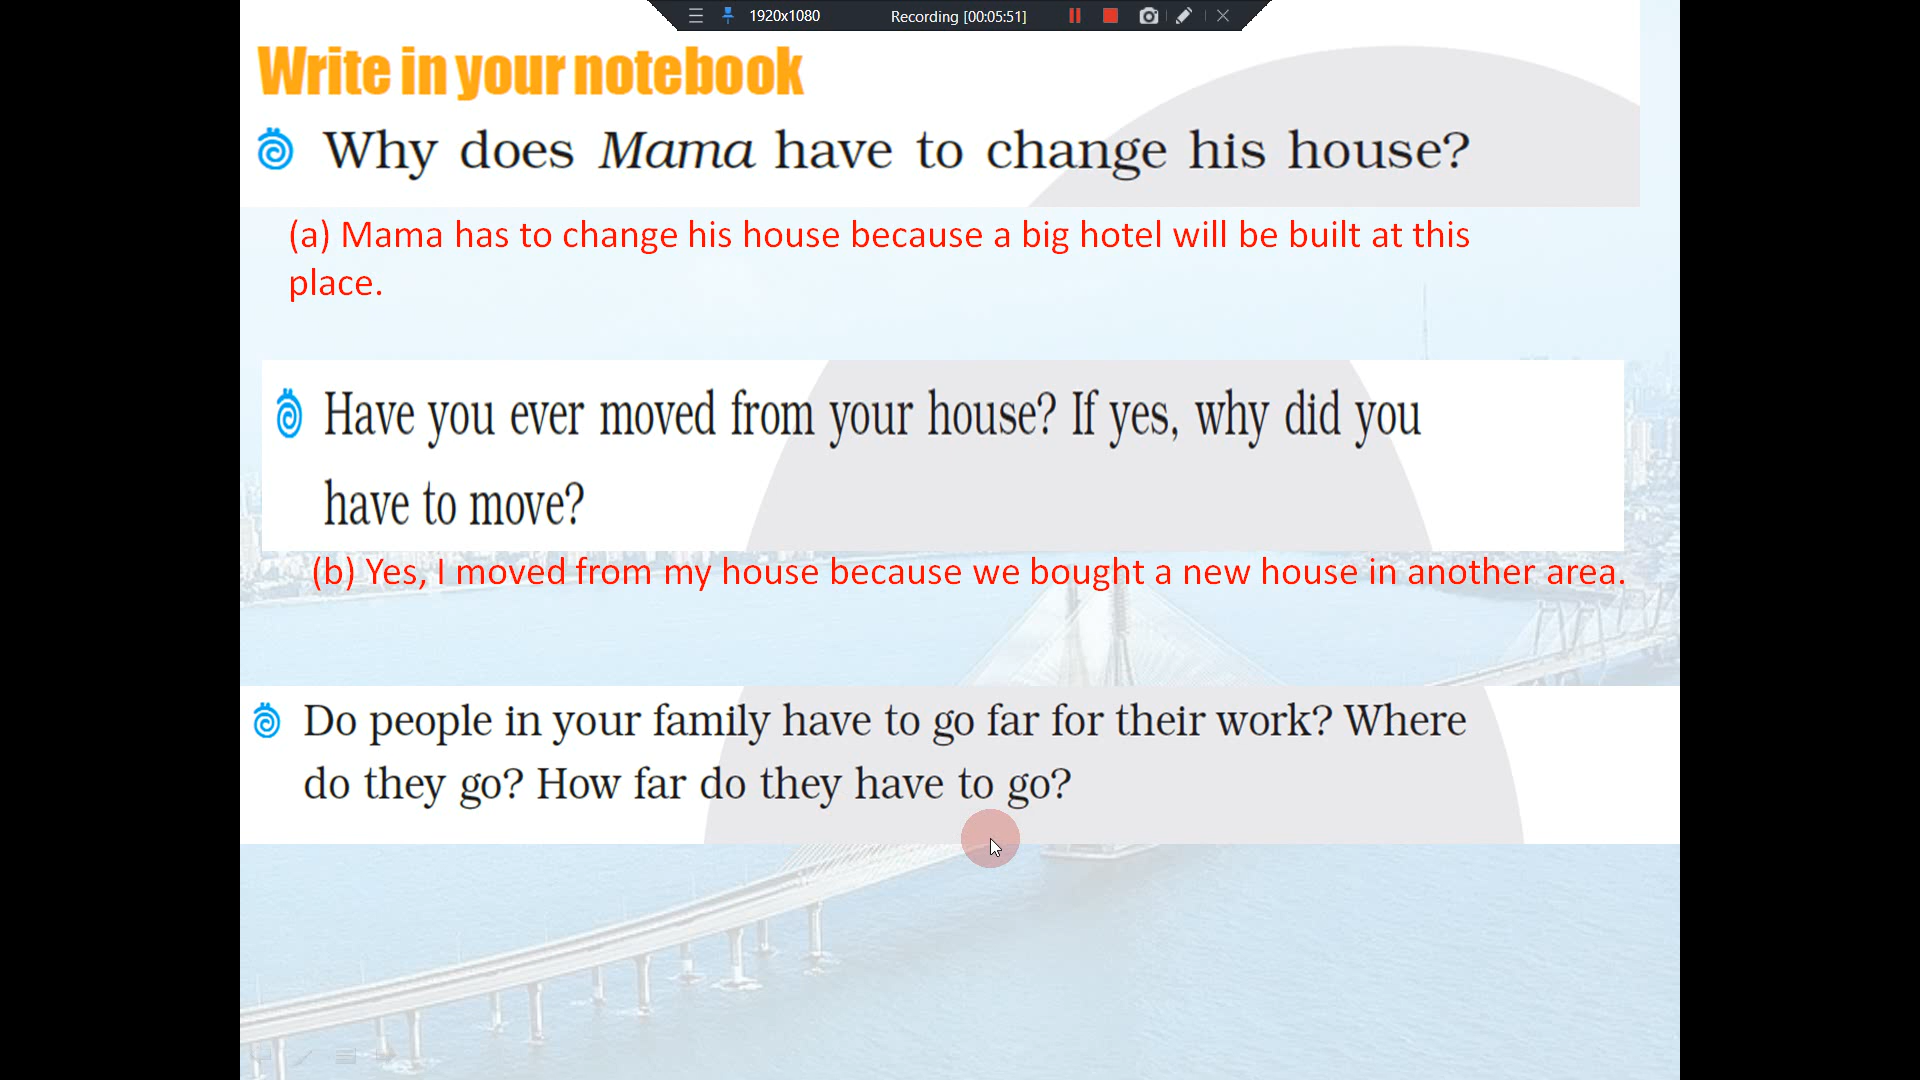 1920x1080 Recording [00:05:51]
Write in your notebook
Why does Mama have to change his house?
(a) Mama has to change his house because a big hotel will be built at this
place.
Have you ever moved from your house? If yes, why did you
have to move?
(b) Yes, I moved from my house because we bought a new house in another area.
Do people in your family have to go far for their work? Where
do they go? How far do they have to go?